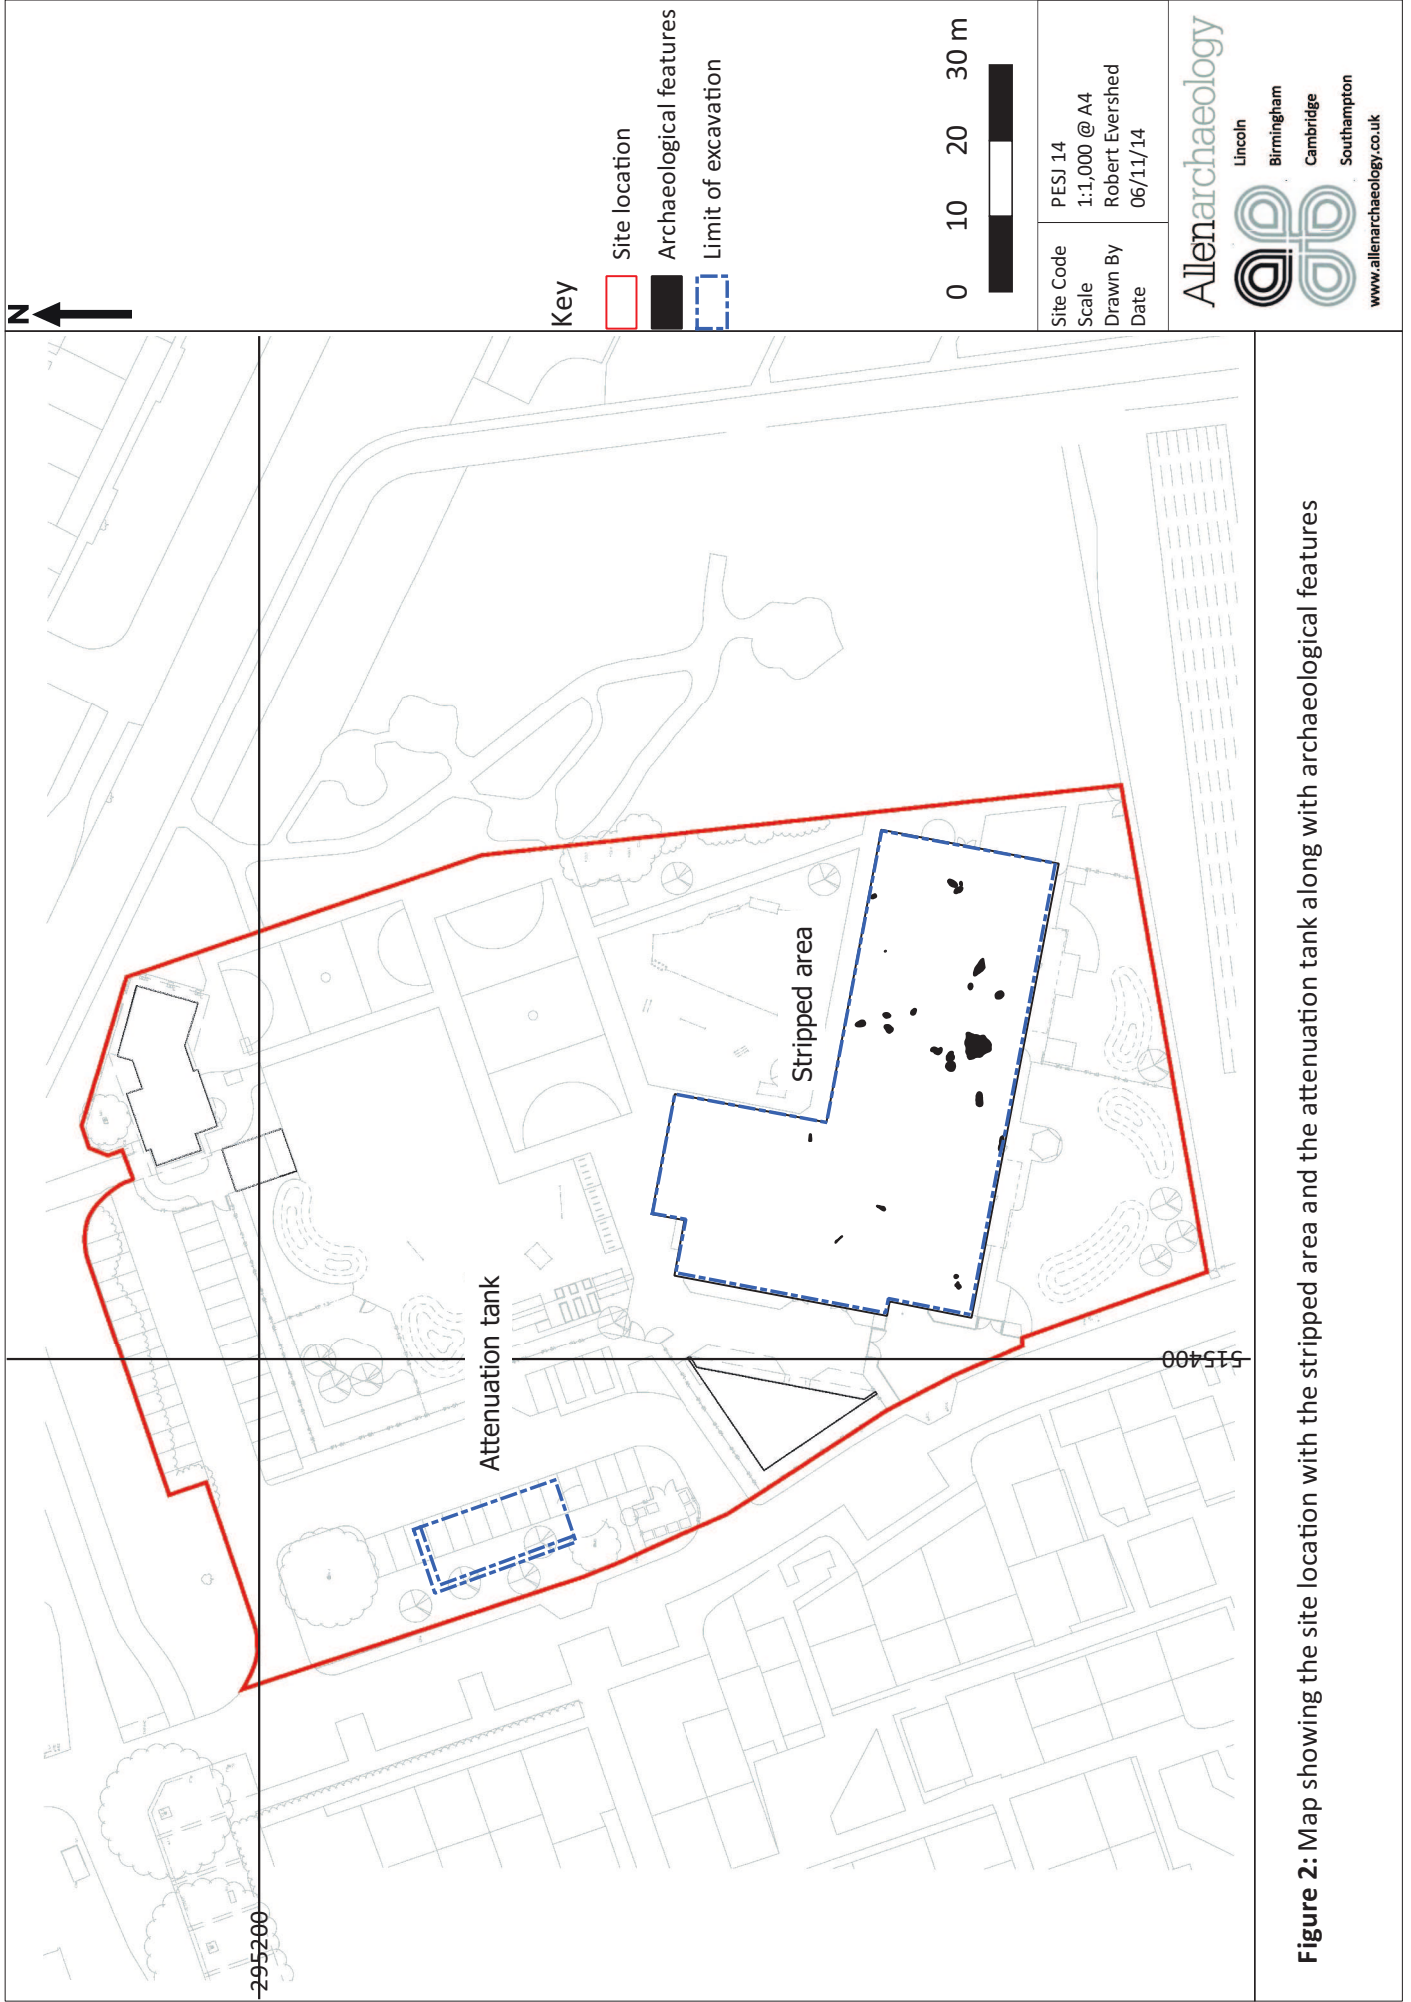 N
Key
Site location
Archaeological features
Limit of excavation
0 10 20 30 m
Site Code PESJ 14
Scale 1:1,000 @ A4
Drawn By Robert Evershed
Date 06/11/14
Allenarchaeology
Lincoln
Birmingham
Cambridge
Southampton
www.allenarchaeology.co.uk
295200
515400
Attenuation tank
Stripped area
Figure 2: Map showing the site location with the stripped area and the attenuation tank along with archaeological features